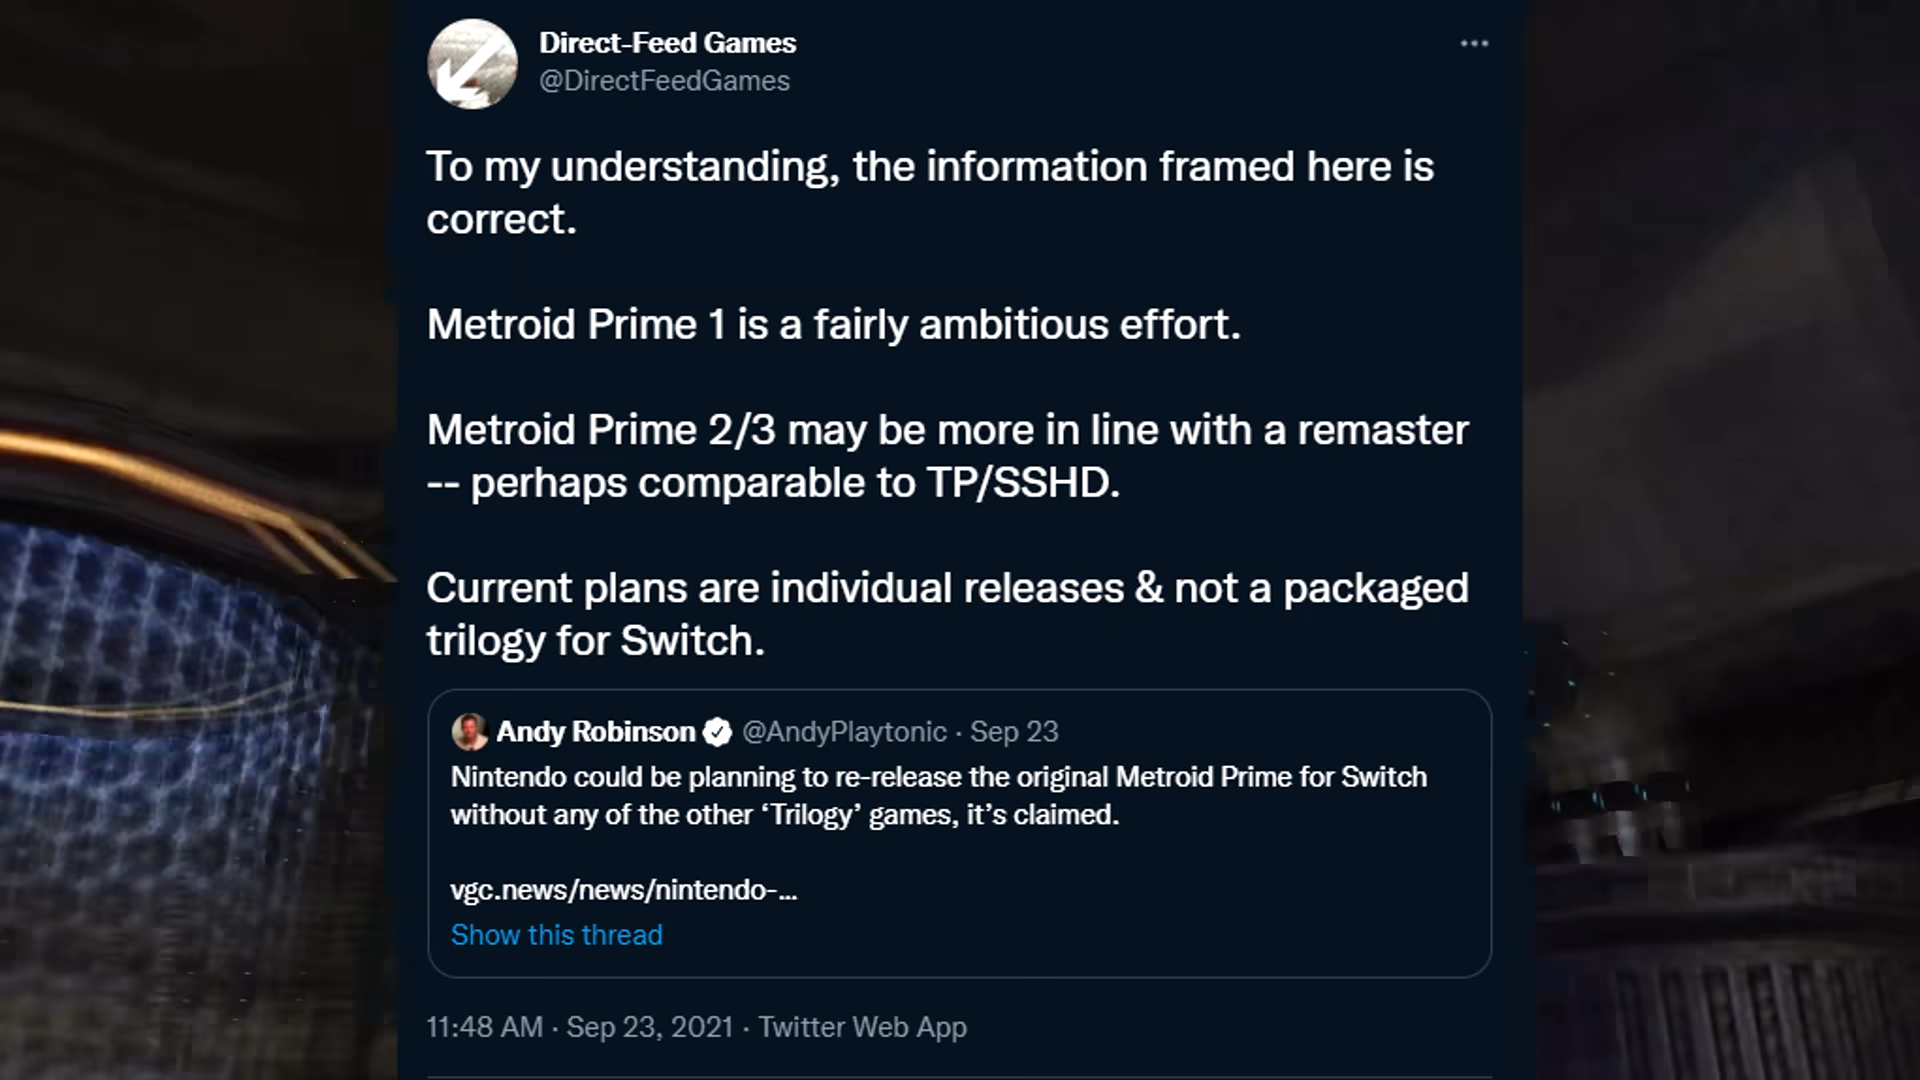 Direct-Feed Games
@DirectFeedGames
To my understanding, the information framed here is
correct.
Metroid Prime 1 is a fairly ambitious effort.
Metroid Prime 2/3 may be more in line with a remaster
-- perhaps comparable to TP/SSHD.
Current plans are individual releases & not a packaged
trilogy for Switch.
Andy Robinson @AndyPlaytonic · Sep 23
Nintendo could be planning to re-release the original Metroid Prime for Switch
without any of the other ‘Trilogy’ games, it’s claimed.
vgc.news/news/nintendo-...
Show this thread
11:48 AM · Sep 23, 2021 · Twitter Web App